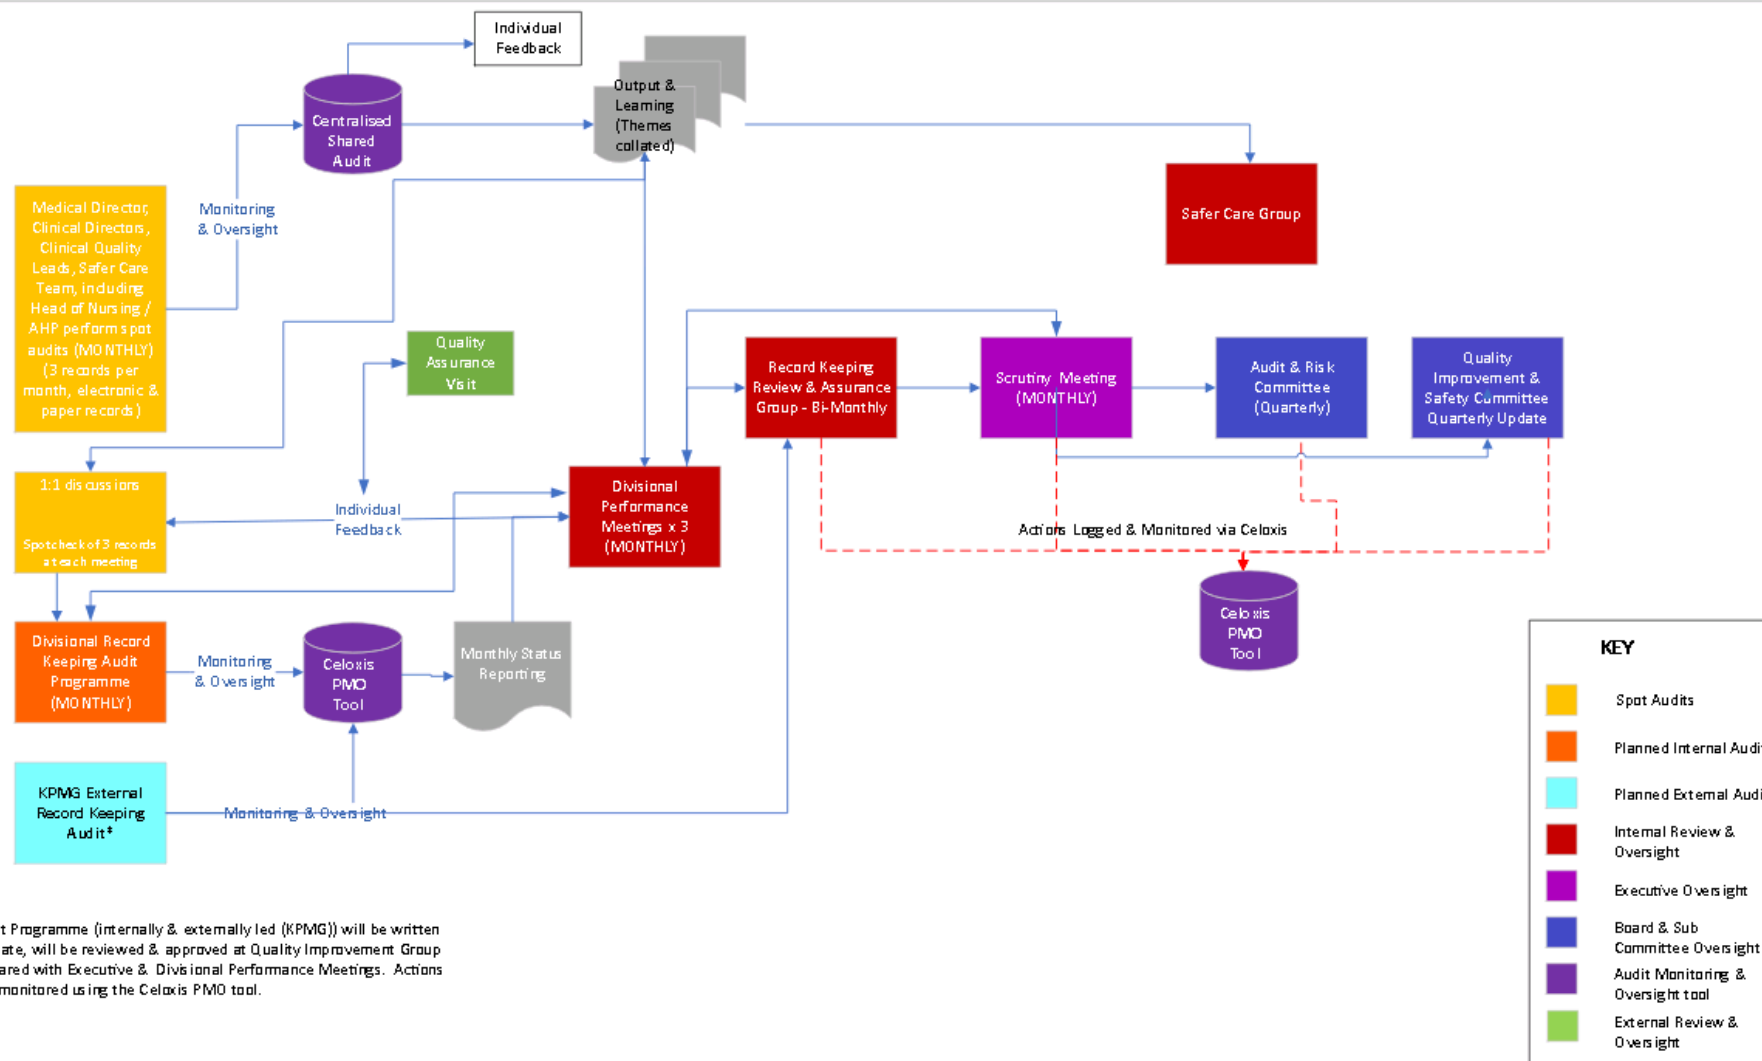 Individual
Feedback
Output &
Learning
(Themes
collated)
Centralised
Shared
Audit
Medical Director,
Clinical Directors,
Clinical Quality
Leads, Safer Care
Team, including
Head of Nursing /
AHP perform spot
audits (MONTHLY)
(3 records per
month, electronic &
paper records)
Monitoring
& Oversight
Safer Care Group
Quality
Assurance
Visit
Record Keeping
Review & Assurance
Group - Bi-Monthly
Scrutiny Meeting
(MONTHLY)
Audit & Risk
Committee
(Quarterly)
Quality
Improvement &
Safety Committee
Quarterly Update
1:1 discussions
Spot check of 3 records
at each meeting
Individual
Feedback
Divisional
Performance
Meetings x 3
(MONTHLY)
Actions Logged & Monitored via Celoxis
Celoxis
PMO
Tool
Divisional Record
Keeping Audit
Programme
(MONTHLY)
Monitoring
& Oversight
Celoxis
PMO
Tool
Monthly Status
Reporting
KPMG External
Record Keeping
Audit*
Monitoring & Oversight
KEY
Spot Audits
Planned Internal Audi
Planned External Audi
Internal Review &
Oversight
Executive Oversight
Board & Sub
Committee Oversight
Audit Monitoring &
Oversight tool
External Review &
Oversight
t Programme (internally & externally led (KPMG)) will be written
ate, will be reviewed & approved at Quality Improvement Group
ared with Executive & Divisional Performance Meetings. Actions
monitored using the Celoxis PMO tool.